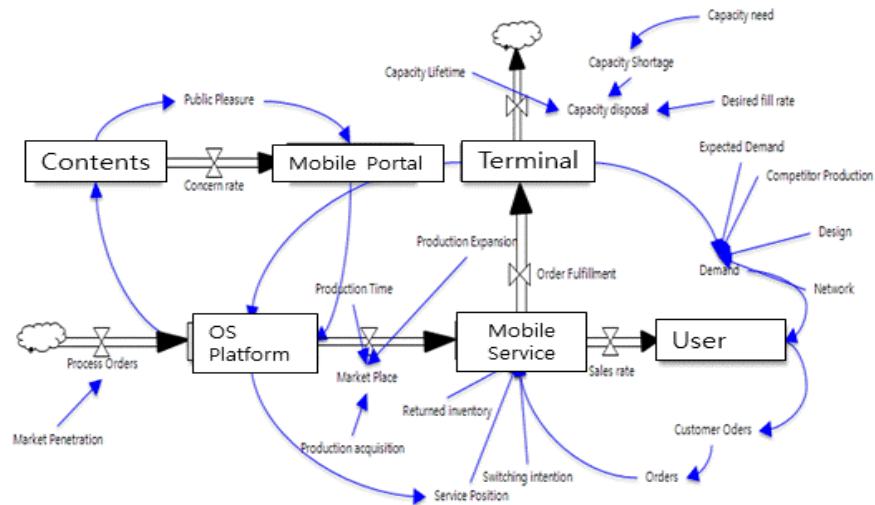 Capacity need
Capacity Shortage
Capacity Lifetime
Public Pleasure
Capacity disposal
Desired fill rate
Contents
Mobile Portal
Terminal
Concern rate
Expected Demand
Competitor Production
Design
Production Expansion
Order Fulfillment
Demand
Network
Production Time
OS
Platform
Mobile
Service
User
Process Orders
Market Place
Sales rate
Returned inventory
Market Penetration
Production acquisition
Customer Oders
Switching intention
Orders
Service Position